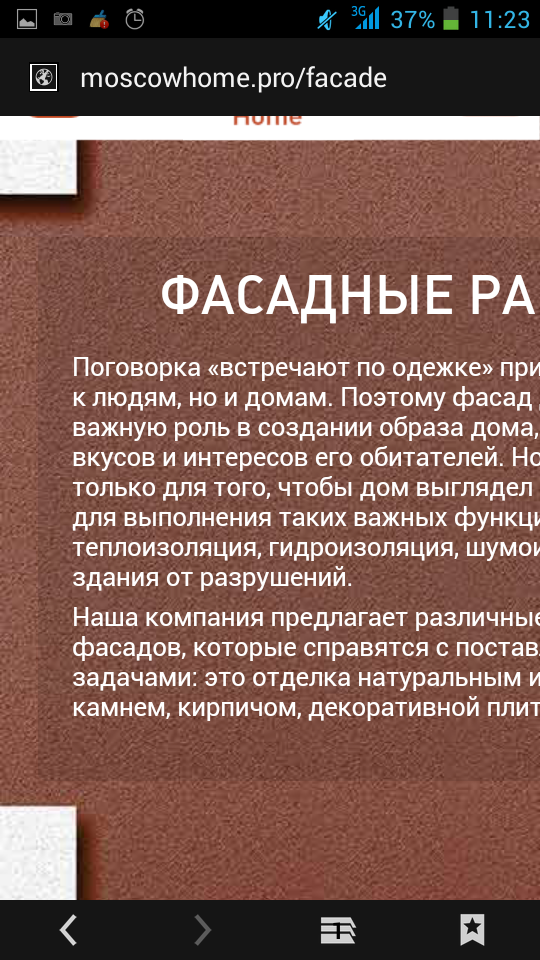 3G 37% 11:23
moscowhome.pro/facade
Home
ФАСАДНЫЕ РА
Поговорка «встречают по одежке» при
к людям, но и домам. Поэтому фасад
важную роль в создании образа дома,
вкусов и интересов его обитателей. Но
только для того, чтобы дом выглядел
для выполнения таких важных функци
теплоизоляция, гидроизоляция, шумои
здания от разрушений.
Наша компания предлагает различные
фасадов, которые справятся с постав
задачами: это отделка натуральным и
камнем, кирпичом, декоративной плит
1